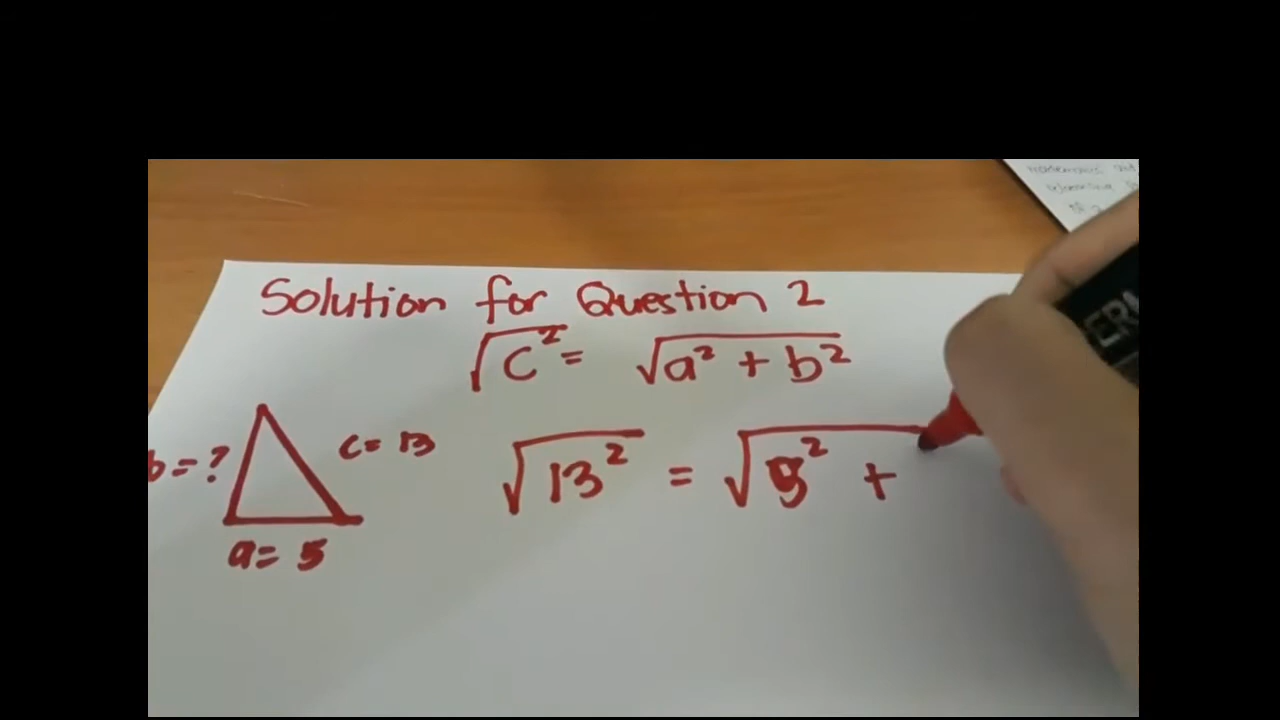 Solution for Question 2
√c² = √a² + b²
b = ?
c = 13
√13² = √5² +
a = 5